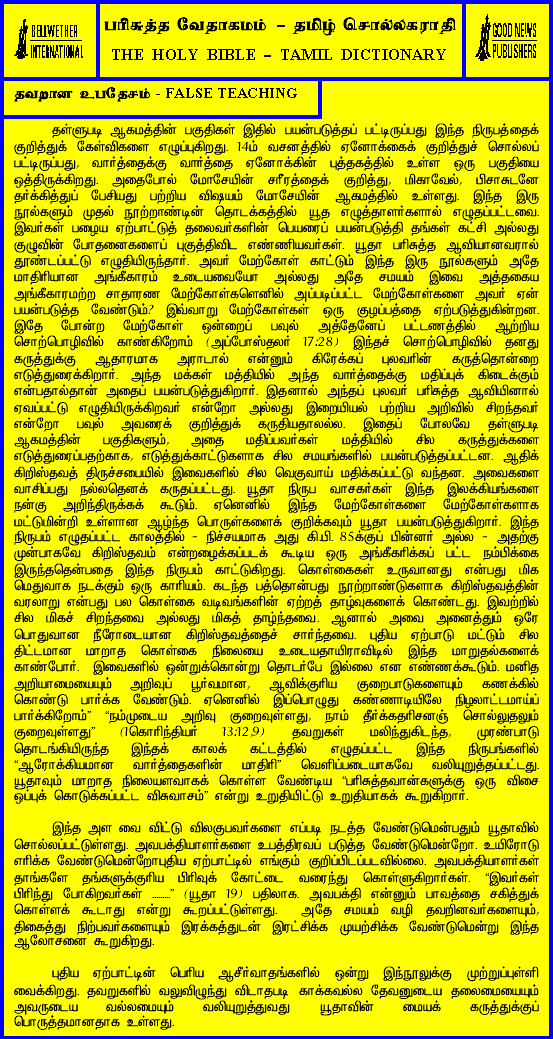 BELLWETHER
INTERNATIONAL
பரிசுத்த வேதாகமம் – தமிழ் சொல்லகராதி
THE HOLY BIBLE – TAMIL DICTIONARY
GOOD NEWS
PUBLISHERS
தவறான உபதேசம் - FALSE TEACHING
தள்ளுபடி ஆகமத்தின் பகுதிகள் இதில் பயன்படுத்தப் பட்டிருப்பது இந்த நிருபத்தைக்
குறித்துக் கேள்விகளை எழுப்புகிறது. 14ம் வசனத்தில் ஏனோக்கைக் குறித்துச் சொல்லப்
பட்டிருப்பது, வார்த்தைக்கு வார்த்தை ஏனோக்கின் புத்தகத்தில் உள்ள ஒரு பகுதியை
ஒத்திருக்கிறது. அதைபோல் மோசேயின் சரீரத்தைக் குறித்து, மிகாவேல், பிசாசுடனே
தர்க்கித்துப் பேசியது பற்றிய விஷயம் மோசேயின் ஆகமத்தில் உள்ளது. இந்த இரு
நூல்களும் முதல் நூற்றாண்டின் தொடக்கத்தில் யூத எழுத்தாளர்களால் எழுதப்பட்டவை.
இவர்கள் பழைய ஏற்பாட்டுத் தலைவர்களின் பெயரைப் பயன்படுத்தி தங்கள் கட்சி அல்லது
குழுவின் போதனைகளைப் புகுத்திவிட எண்ணியவர்கள். யூதா பரிசுத்த ஆவியானவரால்
தூண்டப்பட்டு எழுதியிருந்தார். அவர் மேற்கோள் காட்டும் இந்த இரு நூல்களும் அதே
மாதிரியான அங்கீகாரம் உடையவையோ அல்லது அதே சமயம் இவை அத்தகைய
அங்கீகாரமற்ற சாதாரண மேற்கோள்களெனில் அப்படிப்பட்ட மேற்கோள்களை அவர் ஏன்
பயன்படுத்த வேண்டும்? இவ்வாறு மேற்கோள்கள் ஒரு குழப்பத்தை ஏற்படுத்துகின்றன.
இதே போன்ற மேற்கோள் ஒன்றைப் பவுல் அத்தேனேப் பட்டணத்தில் ஆற்றிய
சொற்பொழிவில் காண்கிறோம் (அப்போஸ்தலர் 17:28) இந்தச் சொற்பொழிவில் தனது
கருத்துக்கு ஆதாரமாக அராடால் என்னும் கிரேக்கப் புலவரின் கருத்தொன்றை
எடுத்துரைக்கிறார். அந்த மக்கள் மத்தியில் அந்த வார்த்தைக்கு மதிப்புக் கிடைக்கும்
என்பதால்தான் அதைப் பயன்படுத்துகிறார். இதனால் அந்தப் புலவர் பரிசுத்த ஆவியினால்
ஏவப்பட்டு எழுதியிருக்கிறவர் என்றோ அல்லது இறையியல் பற்றிய அறிவில் சிறந்தவர்
என்றோ பவுல் அவரைக் குறித்துக் கருதியதாலல்ல. இதைப் போலவே தள்ளுபடி
ஆகமத்தின் பகுதிகளும், அதை மதிப்பவர்கள் மத்தியில் சில கருத்துக்களை
எடுத்துரைப்பதற்காக, எடுத்துக்காட்டுகளாக சில சமயங்களில் பயன்படுத்தப்பட்டன. ஆதிக்
கிறிஸ்தவத் திருச்சபையில் இவைகளில் சில வெகுவாய் மதிக்கப்பட்டு வந்தன. அவைகளை
வாசிப்பது நல்லதெனக் கருதப்பட்டது. யூதா நிருப வாசகர்கள் இந்த இலக்கியங்களை
நன்கு அறிந்திருக்கக் கூடும். ஏனெனில் இந்த மேற்கோள்களை மேற்கோள்களாக
மட்டுமின்றி உள்ளான ஆழ்ந்த பொருள்களைக் குறிக்கவும் யூதா பயன்படுத்துகிறார். இந்த
நிருபம் எழுதப்பட்ட காலத்தில் - நிச்சயமாக அது கி.பி. 85க்குப் பின்னர் அல்ல - அதற்கு
முன்பாகவே கிறிஸ்தவம் என்றழைக்கப்படக் கூடிய ஒரு அங்கீகரிக்கப் பட்ட நம்பிக்கை
இருந்ததென்பதை இந்த நிருபம் காட்டுகிறது. கொள்கைகள் உருவானது என்பது மிக
மெதுவாக நடக்கும் ஒரு காரியம். கடந்த பத்தொன்பது நூற்றாண்டுகளாக கிறிஸ்தவத்தின்
வரலாறு என்பது பல கொள்கை வடிவங்களின் ஏற்றத் தாழ்வுகளைக் கொண்டது. இவற்றில்
சில மிகச் சிறந்தவை அல்லது மிகத் தாழ்ந்தவை. ஆனால் அவை அனைத்தும் ஒரே
பொதுவான நீரோடையான கிறிஸ்தவத்தைச் சார்ந்தவை. புதிய ஏற்பாடு மட்டும் சில
திட்டமான மாறாத கொள்கை நிலையை உடையதாயிராவிடில் இந்த மாறுதல்களைக்
காண்போர். இவைகளில் ஒன்றுக்கொன்று தொடர்பே இல்லை என எண்ணக்கூடும். மனித
அறியாமையையும் அறிவுப் பூர்வமான, ஆவிக்குரிய குறைபாடுகளையும் கணக்கில்
கொண்டு பார்க்க வேண்டும். ஏனெனில் இப்பொழுது கண்ணாடியிலே நிழலாட்டமாய்ப்
பார்க்கிறோம்” “நம்முடைய அறிவு குறைவுள்ளது, நாம் தீர்க்கதரிசனஞ் சொல்லுதலும்
குறைவுள்ளது” (1கொரிந்தியர் 13:12,9) தவறுகள் மலிந்துகிடந்த, முரண்பாடு
தொடங்கியிருந்த இந்தக் காலக் கட்டத்தில் எழுதப்பட்ட இந்த நிருபங்களில்
“ஆரோக்கியமான வார்த்தைகளின் மாதிரி” வெளிப்படையாகவே வலியுறுத்தப்பட்டது.
யூதாவும் மாறாத நிலையளவாகக் கொள்ள வேண்டிய “பரிசுத்தவான்களுக்கு ஒரு விசை
ஒப்புக் கொடுக்கப்பட்ட விசுவாசம்” என்று உறுதியிட்டு உறுதியாகக் கூறுகிறார்.
இந்த அள வை விட்டு விலகுபவர்களை எப்படி நடத்த வேண்டுமென்பதும் யூதாவில்
சொல்லப்பட்டுள்ளது. அவபக்தியாளர்களை உபத்திரவப் படுத்த வேண்டுமென்றோ. உயிரோடு
எரிக்க வேண்டுமென்றோபுதிய ஏற்பாட்டில் எங்கும் குறிப்பிடப்படவில்லை. அவபக்தியாளர்கள்
தாங்களே தங்களுக்குரிய பிரிவுக் கோட்டை வரைந்து கொள்ளுகிறார்கள். “இவர்கள்
பிரிந்து போகிறவர்கள் ........” (யூதா 19) பதிலாக. அவபக்தி என்னும் பாவத்தை சகித்துக்
கொள்ளக் கூடாது என்று கூறப்பட்டுள்ளது. அதே சமயம் வழி தவறினவர்களையும்,
திகைத்து நிற்பவர்களையும் இரக்கத்துடன் இரட்சிக்க முயற்சிக்க வேண்டுமென்று இந்த
ஆலோசனை கூறுகிறது.
புதிய ஏற்பாட்டின் பெரிய ஆசீர்வாதங்களில் ஒன்று இந்நூலுக்கு முற்றுப்புள்ளி
வைக்கிறது. தவறுகளில் வலுவிழுந்து விடாதபடி காக்கவல்ல தேவனுடைய தலைமையையும்
அவருடைய வல்லமையும் வலியுறுத்துவது யூதாவின் மையக் கருத்துக்குப்
பொருத்தமானதாக உள்ளது.